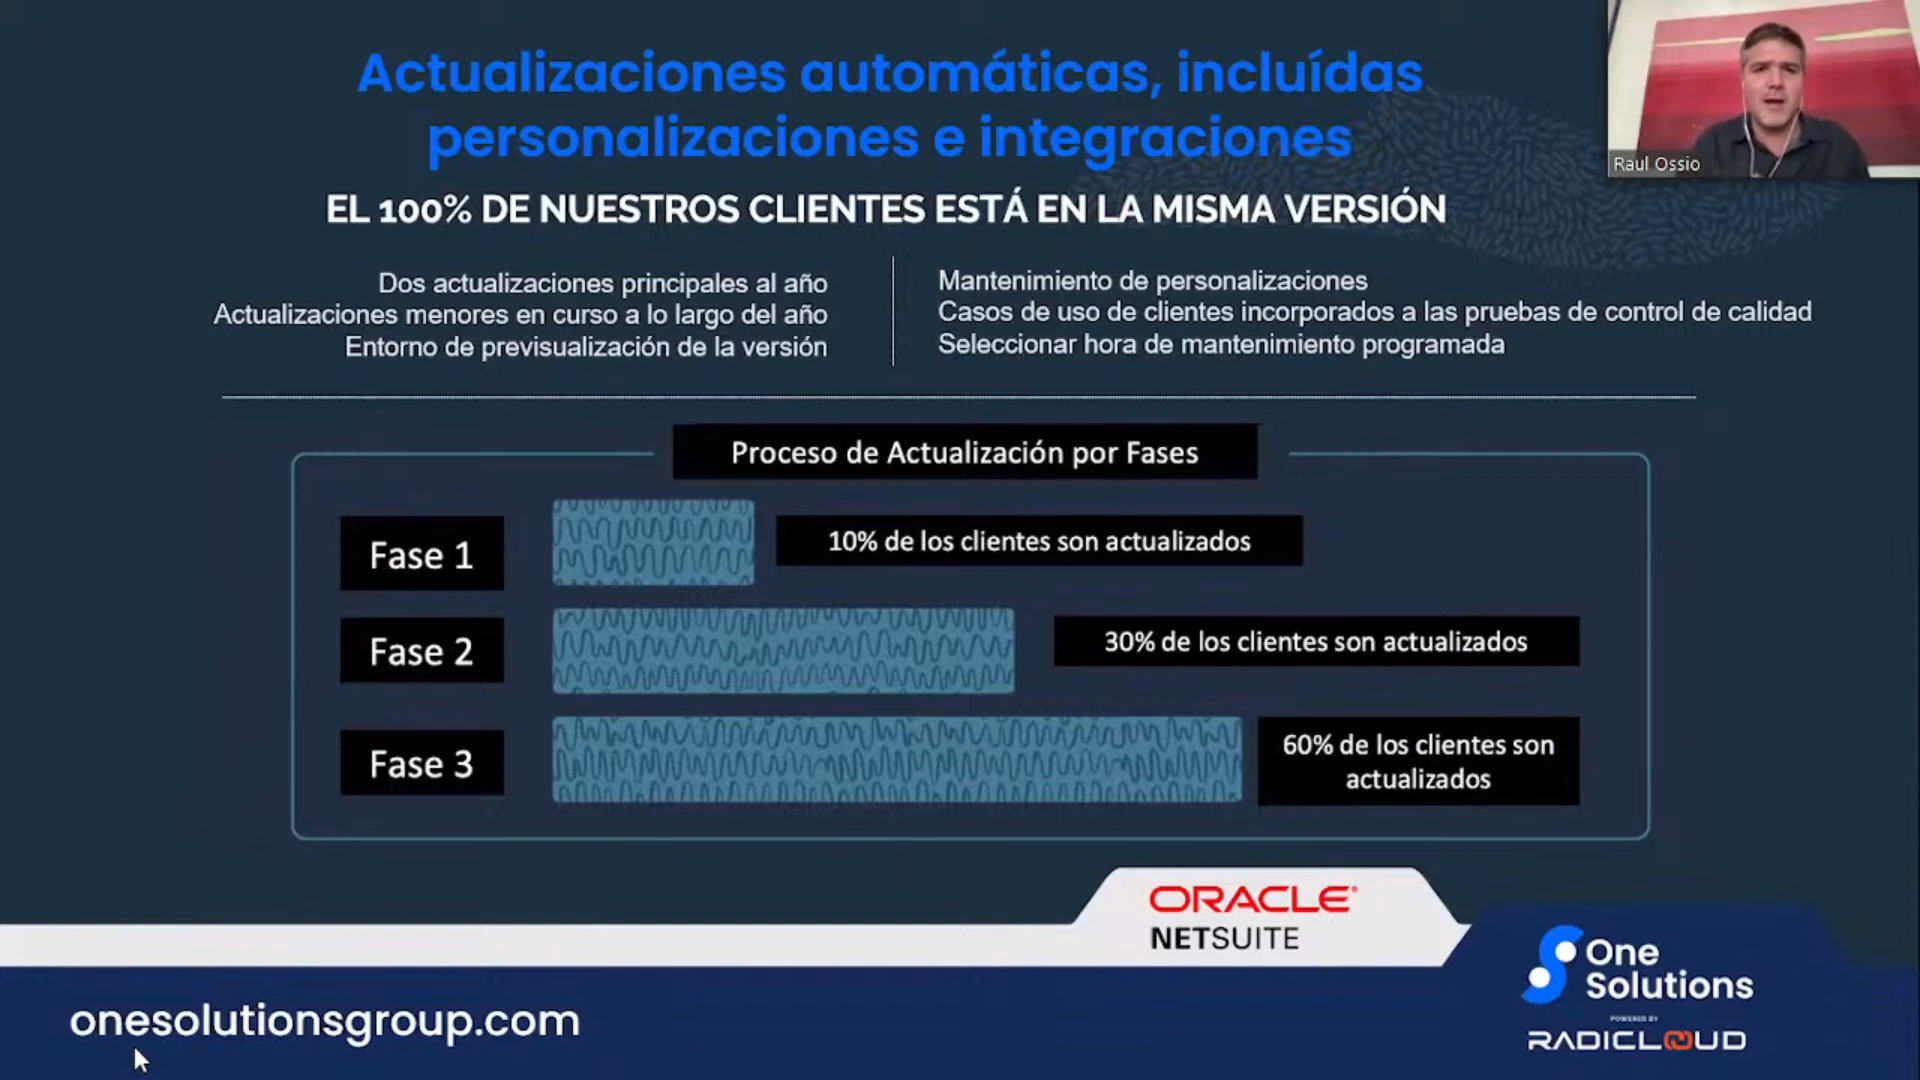 Actualizaciones automáticas, incluídas
personalizaciones e integraciones
Raul Ossio
EL 100% DE NUESTROS CLIENTES ESTÁ EN LA MISMA VERSIÓN
Dos actualizaciones principales al año
Actualizaciones menores en curso a lo largo del año
Entorno de previsualización de la versión
Mantenimiento de personalizaciones
Casos de uso de clientes incorporados a las pruebas de control de calidad
Seleccionar hora de mantenimiento programada
Proceso de Actualización por Fases
Fase 1
10% de los clientes son actualizados
Fase 2
30% de los clientes son actualizados
Fase 3
60% de los clientes son
actualizados
ORACLE
NETSUITE
One
Solutions
POWERED BY
RADICLOUD
onesolutionsgroup.com